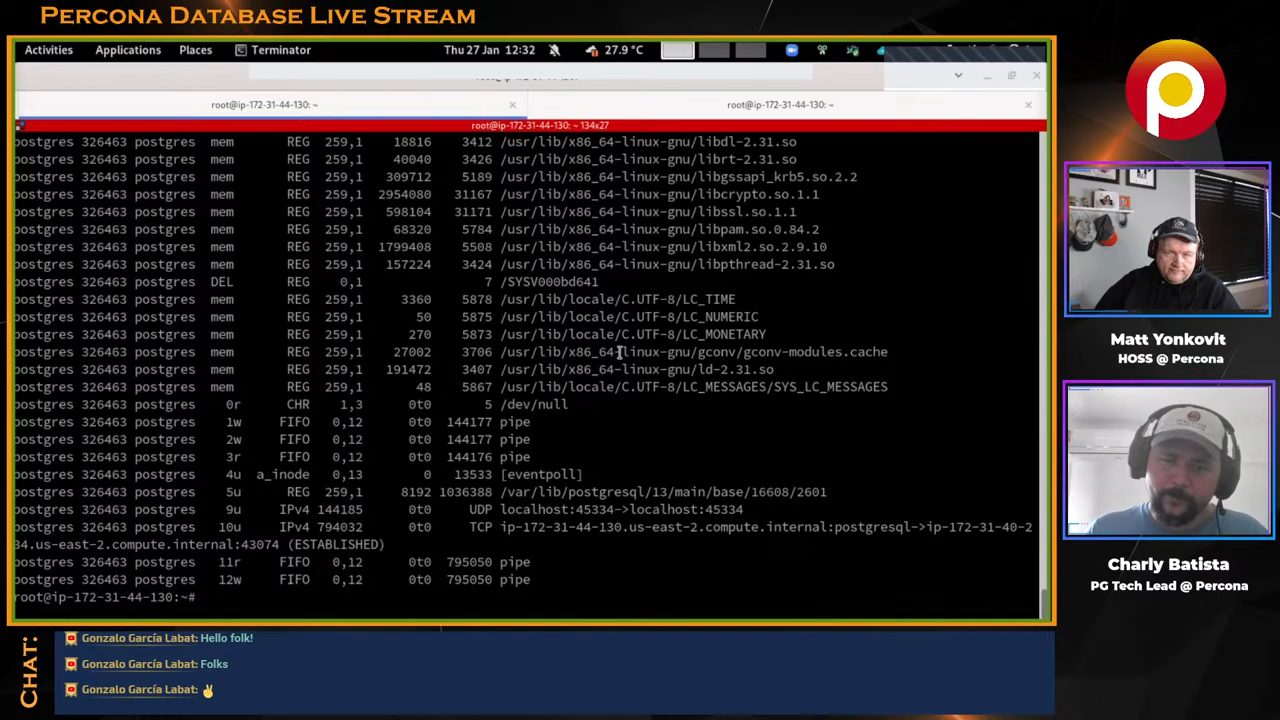 PERCONA DATABASE LIVE STREAM
Activities Applications Places Terminator Thu 27 Jan 12:32 27.9 °C
root@ip-172-31-44-130: ~ root@ip-172-31-44-130: ~
root@ip-172-31-44-130: ~ 134x27
postgres 326463 postgres mem REG 259,1 18816 3412 /usr/lib/x86_64-linux-gnu/libdl-2.31.so
postgres 326463 postgres mem REG 259,1 40040 3426 /usr/lib/x86_64-linux-gnu/librt-2.31.so
postgres 326463 postgres mem REG 259,1 309712 5189 /usr/lib/x86_64-linux-gnu/libgssapi_krb5.so.2.2
postgres 326463 postgres mem REG 259,1 2954080 31167 /usr/lib/x86_64-linux-gnu/libcrypto.so.1.1
postgres 326463 postgres mem REG 259,1 598104 31171 /usr/lib/x86_64-linux-gnu/libssl.so.1.1
postgres 326463 postgres mem REG 259,1 68320 5784 /usr/lib/x86_64-linux-gnu/libpam.so.0.84.2
postgres 326463 postgres mem REG 259,1 1799408 5508 /usr/lib/x86_64-linux-gnu/libxml2.so.2.9.10
postgres 326463 postgres mem REG 259,1 157224 3424 /usr/lib/x86_64-linux-gnu/libpthread-2.31.so
postgres 326463 postgres DEL REG 0,1 7 /SYSV000bd641
postgres 326463 postgres mem REG 259,1 3360 5878 /usr/lib/locale/C.UTF-8/LC_TIME
postgres 326463 postgres mem REG 259,1 50 5875 /usr/lib/locale/C.UTF-8/LC_NUMERIC
postgres 326463 postgres mem REG 259,1 270 5873 /usr/lib/locale/C.UTF-8/LC_MONETARY
postgres 326463 postgres mem REG 259,1 27002 3706 /usr/lib/x86_64-linux-gnu/gconv/gconv-modules.cache
postgres 326463 postgres mem REG 259,1 191472 3407 /usr/lib/x86_64-linux-gnu/ld-2.31.so
postgres 326463 postgres mem REG 259,1 48 5867 /usr/lib/locale/C.UTF-8/LC_MESSAGES/SYS_LC_MESSAGES
postgres 326463 postgres 0r CHR 1,3 0t0 5 /dev/null
postgres 326463 postgres 1w FIFO 0,12 0t0 144177 pipe
postgres 326463 postgres 2w FIFO 0,12 0t0 144177 pipe
postgres 326463 postgres 3r FIFO 0,12 0t0 144176 pipe
postgres 326463 postgres 4u a_inode 0,13 0 13533 [eventpoll]
postgres 326463 postgres 5u REG 259,1 8192 1036388 /var/lib/postgresql/13/main/base/16608/2601
postgres 326463 postgres 9u IPv4 144185 0t0 UDP localhost:45334->localhost:45334
postgres 326463 postgres 10u IPv4 794032 0t0 TCP ip-172-31-44-130.us-east-2.compute.internal:postgresql->ip-172-31-40-2
34.us-east-2.compute.internal:43074 (ESTABLISHED)
postgres 326463 postgres 11r FIFO 0,12 0t0 795050 pipe
postgres 326463 postgres 12w FIFO 0,12 0t0 795050 pipe
root@ip-172-31-44-130:~#
Matt Yonkovit
HOSS @ Percona
Charly Batista
PG Tech Lead @ Percona
CHAT:
Gonzalo García Labat: Hello folk!
Gonzalo García Labat: Folks
Gonzalo García Labat: ✌